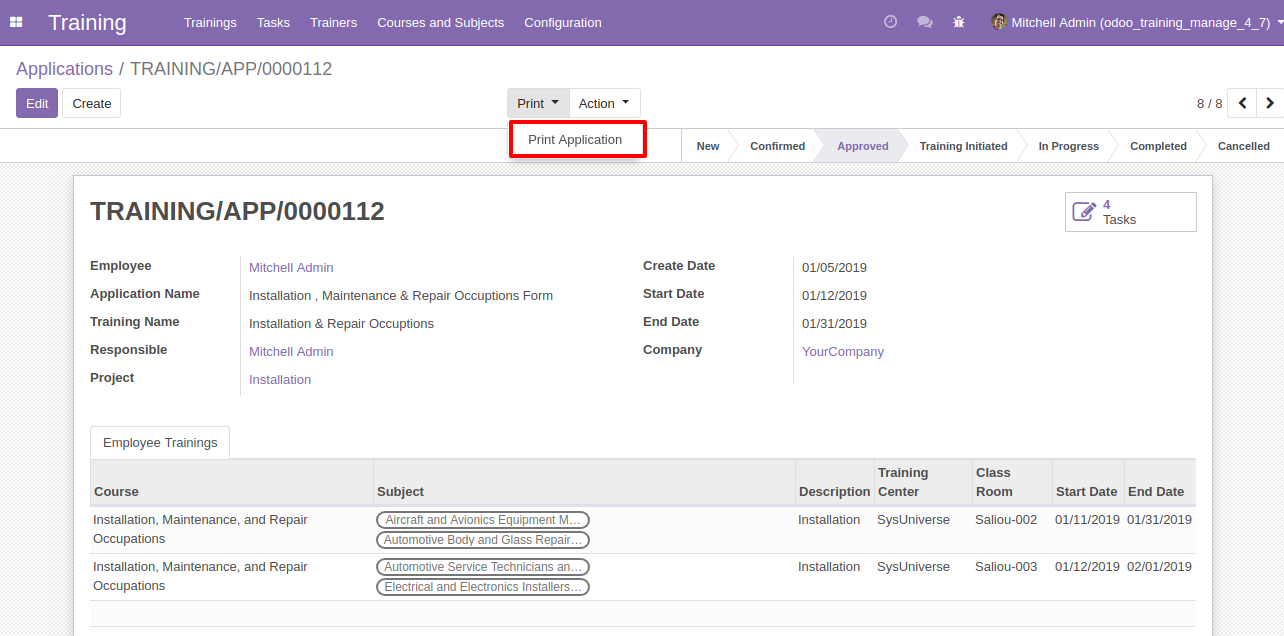 Training Trainings Tasks Trainers Courses and Subjects Configuration Mitchell Admin (odoo_training_manage_4_7)
Applications / TRAINING/APP/0000112
Edit Create Print Action 8 / 8
Print Application
New Confirmed Approved Training Initiated In Progress Completed Cancelled
TRAINING/APP/0000112
4
Tasks
Employee Mitchell Admin Create Date 01/05/2019
Application Name Installation , Maintenance & Repair Occuptions Form Start Date 01/12/2019
Training Name Installation & Repair Occuptions End Date 01/31/2019
Responsible Mitchell Admin Company YourCompany
Project Installation
Employee Trainings
Course Subject Description Training Center Class Room Start Date End Date
Installation, Maintenance, and Repair Aircraft and Avionics Equipment M... Installation SysUniverse Saliou-002 01/11/2019 01/31/2019
Occupations Automotive Body and Glass Repair...
Installation, Maintenance, and Repair Automotive Service Technicians an... Installation SysUniverse Saliou-003 01/12/2019 02/01/2019
Occupations Electrical and Electronics Installers...